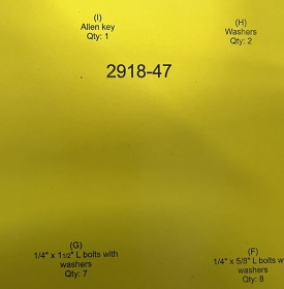 (I)
Allen key
Qty: 1
(H)
Washers
Qty: 2
2918-47
(G)
1/4" x 11/2" L bolts with
washers
Qty: 7
(F)
1/4" x 5/8" L bolts w
washers
Qty: 8